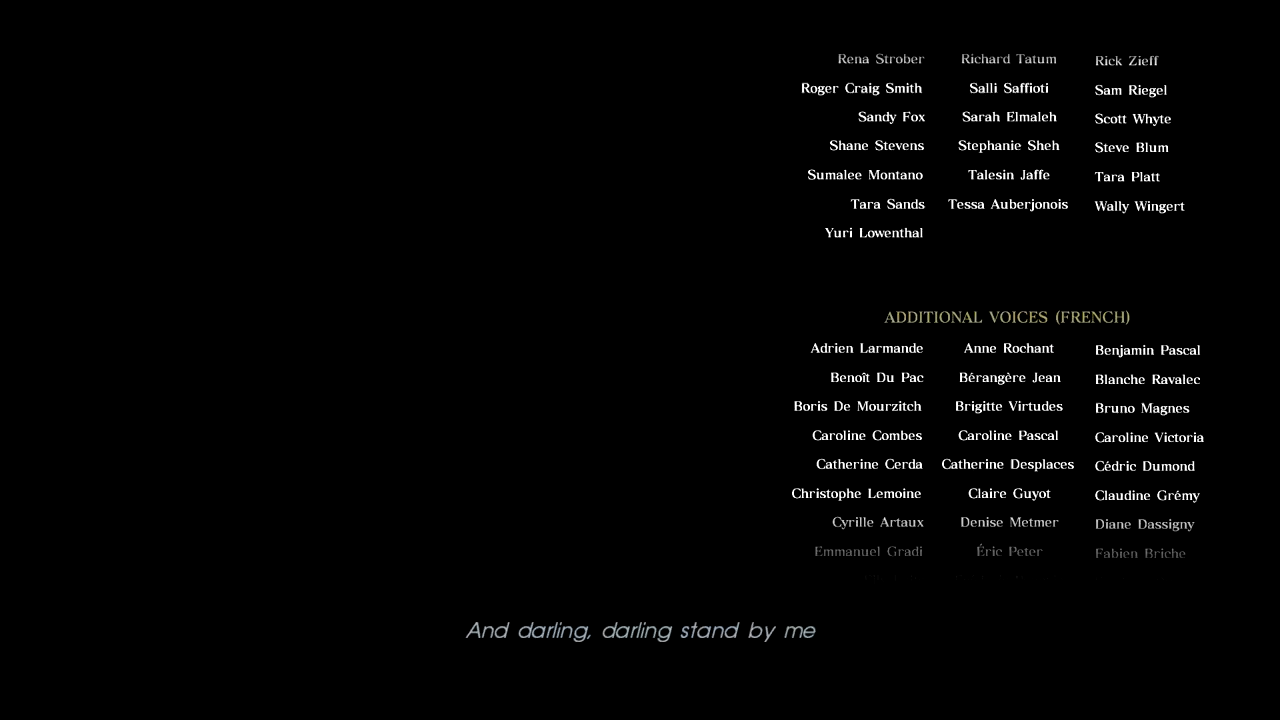 Rena Strober Richard Tatum Rick Zieff
Roger Craig Smith Salli Saffioti Sam Riegel
Sandy Fox Sarah Elmaleh Scott Whyte
Shane Stevens Stephanie Sheh Steve Blum
Sumalee Montano Talesin Jaffe Tara Platt
Tara Sands Tessa Auberjonois Wally Wingert
Yuri Lowenthal
ADDITIONAL VOICES (FRENCH)
Adrien Larmande Anne Rochant Benjamin Pascal
Benoît Du Pac Bérangère Jean Blanche Ravalec
Boris De Mourzitch Brigitte Virtudes Bruno Magnes
Caroline Combes Caroline Pascal Caroline Victoria
Catherine Cerda Catherine Desplaces Cédric Dumond
Christophe Lemoine Claire Guyot Claudine Grémy
Cyrille Artaux Denise Metmer Diane Dassigny
Emmanuel Gradi Éric Peter Fabien Briche
And darling, darling stand by me